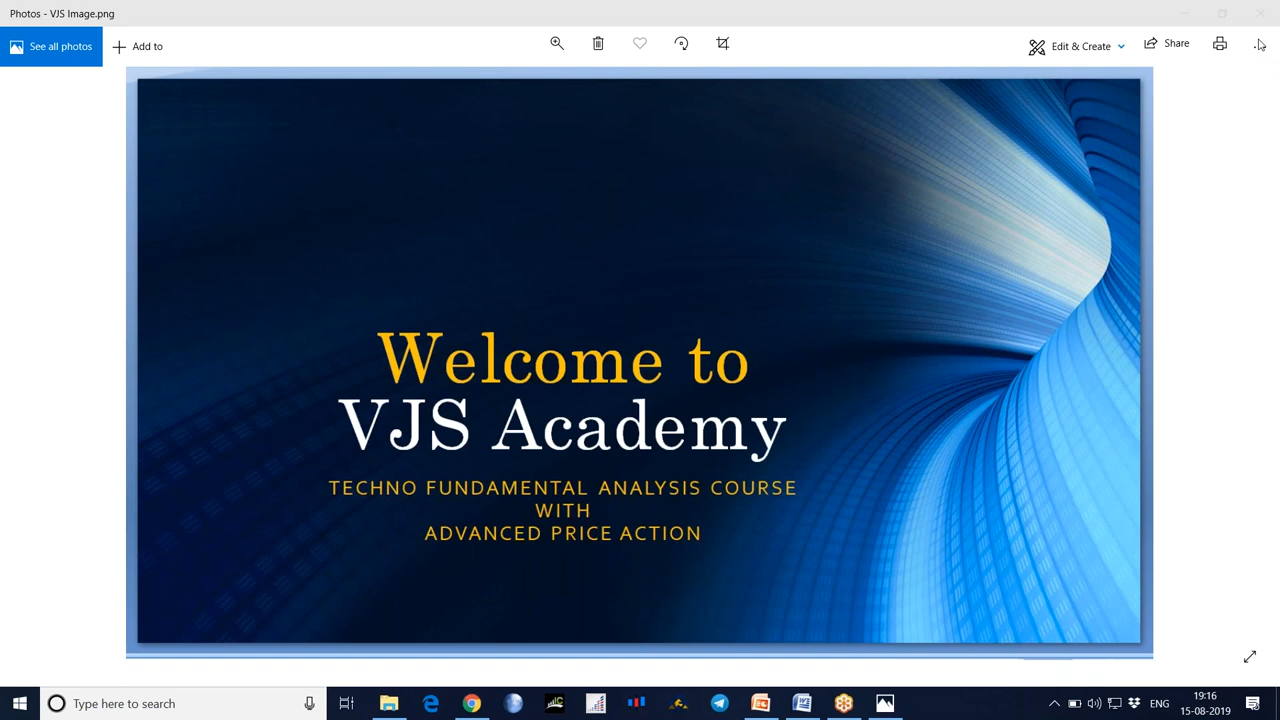 Photos - VJS Image.png
See all photos
Add to
Edit & Create
Share
Welcome to
VJS Academy
TECHNO FUNDAMENTAL ANALYSIS COURSE
WITH
ADVANCED PRICE ACTION
Type here to search
ENG
19:16
15-08-2019